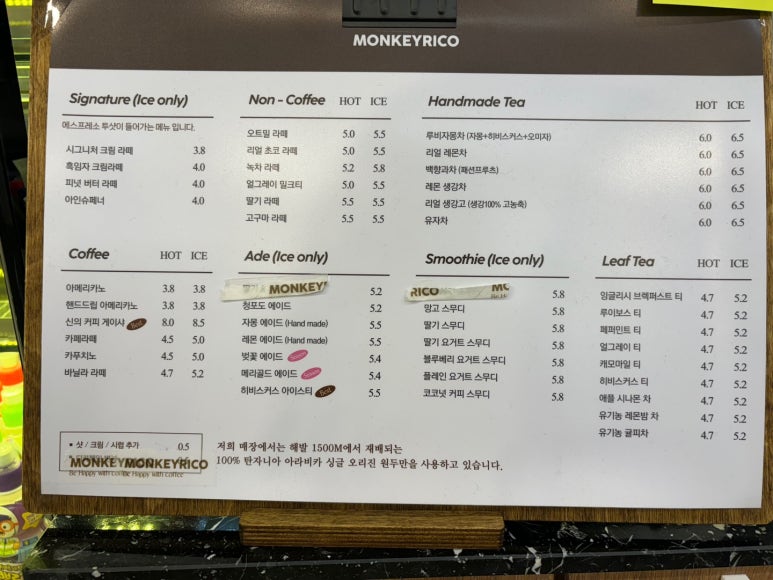 MONKEYRICO
Signature (Ice only)
에스프레소 투샷이 들어가는 메뉴 입니다.
시그니처 크림 라떼 3.8
흑임자 크림라떼 4.0
피넛 버터 라떼 4.0
아인슈페너 4.0
Non - Coffee HOT ICE
오트밀 라떼 5.0 5.5
리얼 초코 라떼 5.0 5.5
녹차 라떼 5.2 5.8
얼그레이 밀크티 5.0 5.5
딸기 라떼 5.5 5.5
고구마 라떼 5.5 5.5
Handmade Tea HOT ICE
루비자몽차 (자몽+히비스커스+오미자) 6.0 6.5
리얼 레몬차 6.0 6.5
백향과차 (패션프루츠) 6.0 6.5
레몬 생강차 6.0 6.5
리얼 생강고 (생강100% 고농축) 6.0 6.5
유자차 6.0 6.5
Coffee HOT ICE
아메리카노 3.8 3.8
핸드드립 아메리카노 3.8 3.8
신의 커피 게이샤 Best 8.0 8.5
카페라떼 4.5 5.0
카푸치노 4.5 5.0
바닐라 라떼 4.7 5.2
Ade (Ice only)
MONKEY 5.2
청포도 에이드 5.2
자몽 에이드 (Hand made) 5.5
레몬 에이드 (Hand made) 5.5
벚꽃 에이드 5.4
메리골드 에이드 5.4
히비스커스 아이스티 Best 5.5
Smoothie (Ice only)
RICO MO 5.8
망고 스무디 5.8
딸기 스무디 5.8
딸기 요거트 스무디 5.8
블루베리 요거트 스무디 5.8
플레인 요거트 스무디 5.8
코코넛 커피 스무디 5.8
Leaf Tea HOT ICE
잉글리시 브렉퍼스트 티 4.7 5.2
루이보스 티 4.7 5.2
페퍼민트 티 4.7 5.2
얼그레이 티 4.7 5.2
캐모마일 티 4.7 5.2
히비스커스 티 4.7 5.2
애플 시나몬 차 4.7 5.2
유기농 레몬밤 차 4.7 5.2
유기농 귤피차 4.7 5.2
▪ 샷 / 크림 / 시럽 추가 0.5
MONKEYMONKEYRICO
Be Happy with coffee
저희 매장에서는 해발 1500M에서 재배되는
100% 탄자니아 아라비카 싱글 오리진 원두만을 사용하고 있습니다.